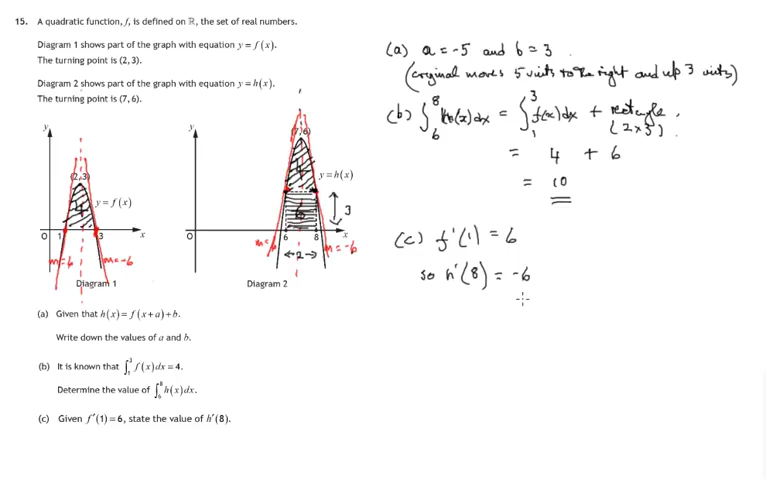 15. A quadratic function, f, is defined on ℝ, the set of real numbers.
Diagram 1 shows part of the graph with equation y = f(x).
The turning point is (2,3).
Diagram 2 shows part of the graph with equation y = h(x).
The turning point is (7,6).
y
(2,3)
4
y = f(x)
O 1 3 x
m=6 m=-6
Diagram 1
y
(7,6)
4
y = h(x)
3
6
O 6 8 x
m=6 m=-6
←2→
Diagram 2
(a) Given that h(x) = f(x+a)+b.
Write down the values of a and b.
(b) It is known that ∫₁³ f(x)dx = 4.
Determine the value of ∫₆⁸ h(x)dx.
(c) Given f′(1) = 6, state the value of h′(8).
(a) a = -5 and b = 3.
(original moves 5 units to the right and up 3 units)
(b) ∫₆⁸ h(x)dx = ∫₁³ f(x)dx + rectangle.
(2×3).
= 4 + 6
= 10
(c) f'(1) = 6
so h'(8) = -6